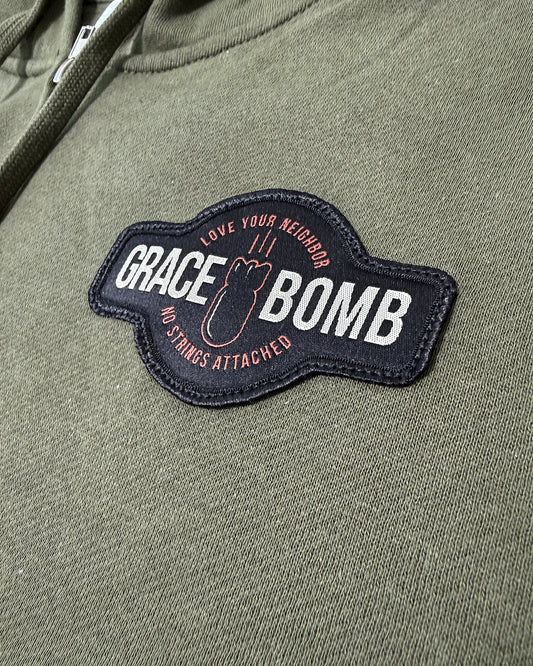 LOVE YOUR NEIGHBOR
GRACE BOMB
NO STRINGS ATTACHED